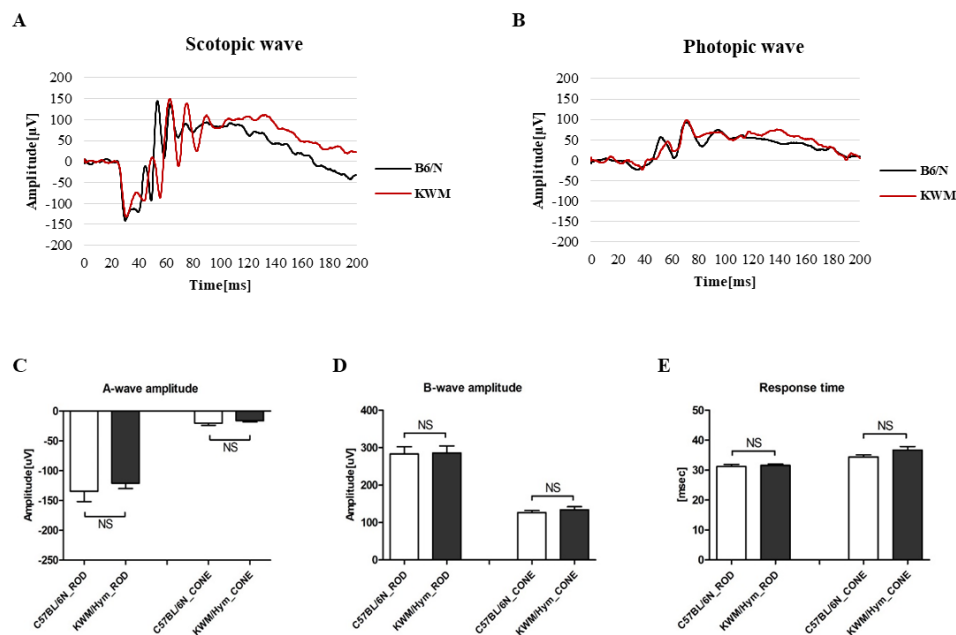 A
Scotopic wave
200
150
100
50
0
-50
-100
-150
-200
Amplitude[µV]
0 20 40 60 80 100 120 140 160 180 200
Time[ms]
B6/N
KWM
B
Photopic wave
200
150
100
50
0
-50
-100
-150
-200
Amplitude[µV]
0 20 40 60 80 100 120 140 160 180 200
Time[ms]
B6/N
KWM
C
A-wave amplitude
0
-50
-100
-150
-200
-250
Amplitude[uV]
NS
NS
C57BL/6N_ROD
KWM/Hym_ROD
C57BL/6N_CONE
KWM/Hym_CONE
D
B-wave amplitude
400
300
200
100
0
Amplitude[uV]
NS
NS
C57BL/6N_ROD
KWM/Hym_ROD
C57BL/6N_CONE
KWM/Hym_CONE
E
Response time
50
40
30
20
10
0
[msec]
NS
NS
C57BL/6N_ROD
KWM/Hym_ROD
C57BL/6N_CONE
KWM/Hym_CONE